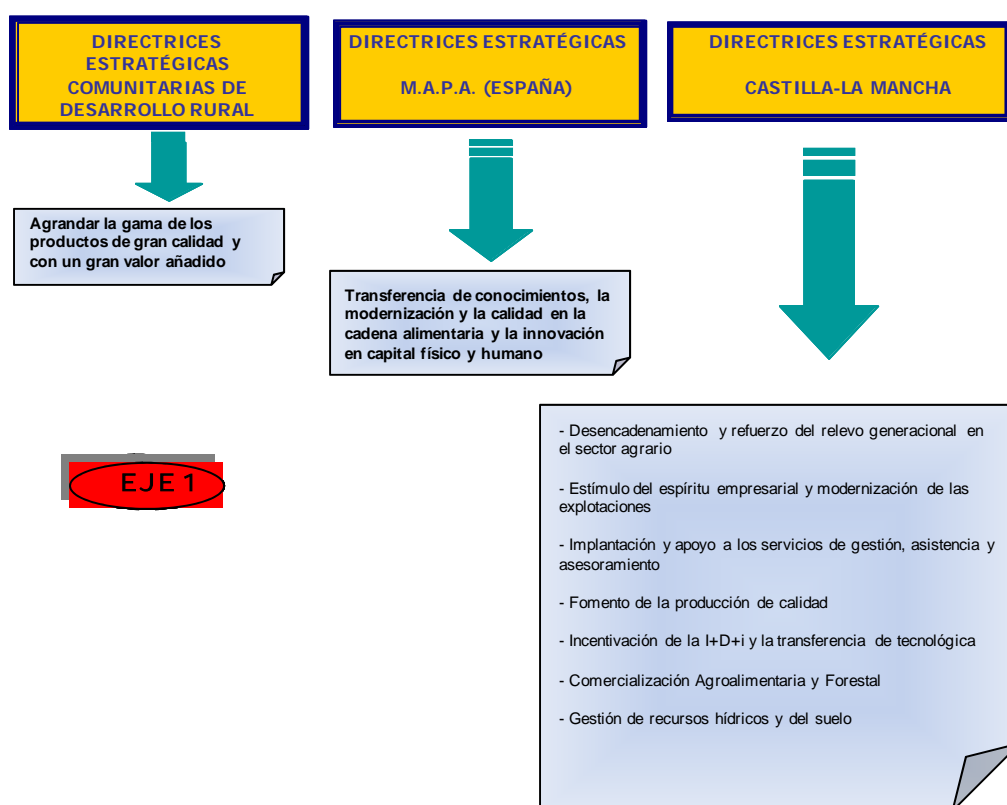 DIRECTRICES
ESTRATÉGICAS
COMUNITARIAS DE
DESARROLLO RURAL
DIRECTRICES ESTRATÉGICAS
M.A.P.A. (ESPAÑA)
DIRECTRICES ESTRATÉGICAS
CASTILLA-LA MANCHA
Agrandar la gama de los
productos de gran calidad y
con un gran valor añadido
Transferencia de conocimientos, la
modernización y la calidad en la
cadena alimentaria y la innovación
en capital físico y humano
EJE 1
- Desencadenamiento y refuerzo del relevo generacional en
el sector agrario
- Estímulo del espíritu empresarial y modernización de las
explotaciones
- Implantación y apoyo a los servicios de gestión, asistencia y
asesoramiento
- Fomento de la producción de calidad
- Incentivación de la I+D+i y la transferencia de tecnológica
- Comercialización Agroalimentaria y Forestal
- Gestión de recursos hídricos y del suelo